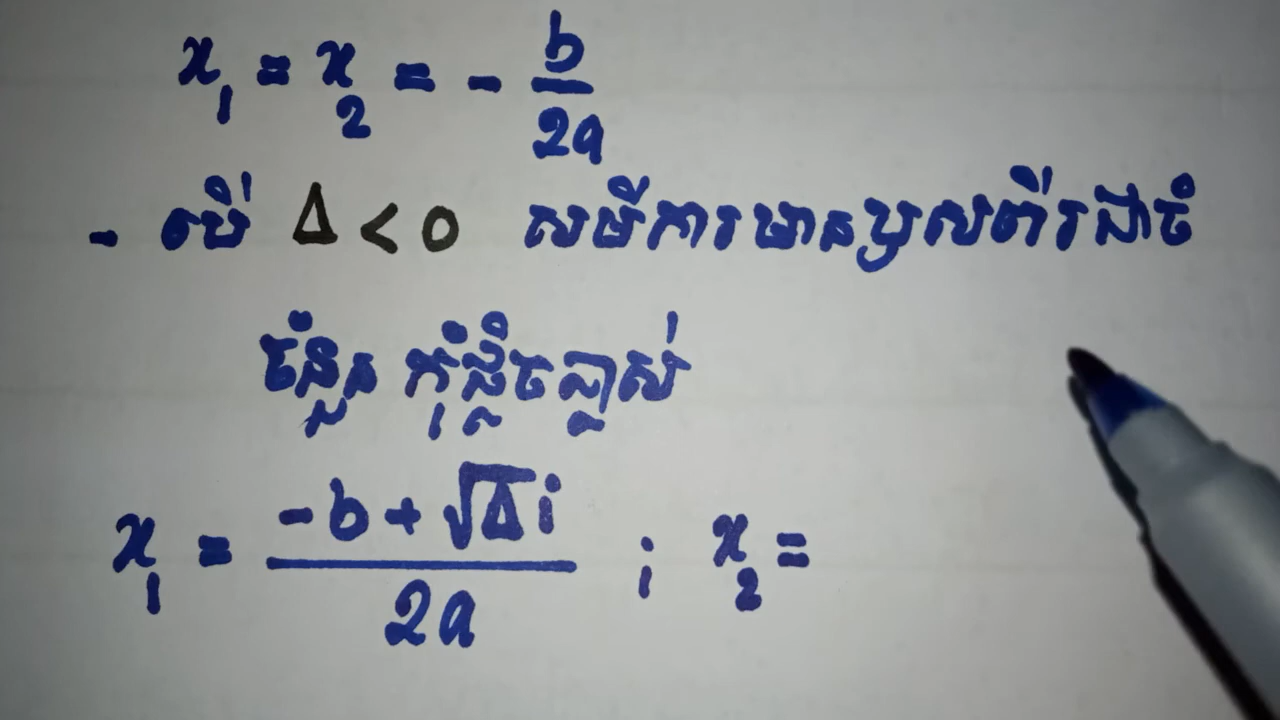 x₁ = x₂ = - b/2a
- បើ Δ < 0 សមីការមានឫសពីរជាចំ
នួន កុំផ្លិចឆ្លាស់
x₁ = (-b + √Δ i)/2a ; x₂ =